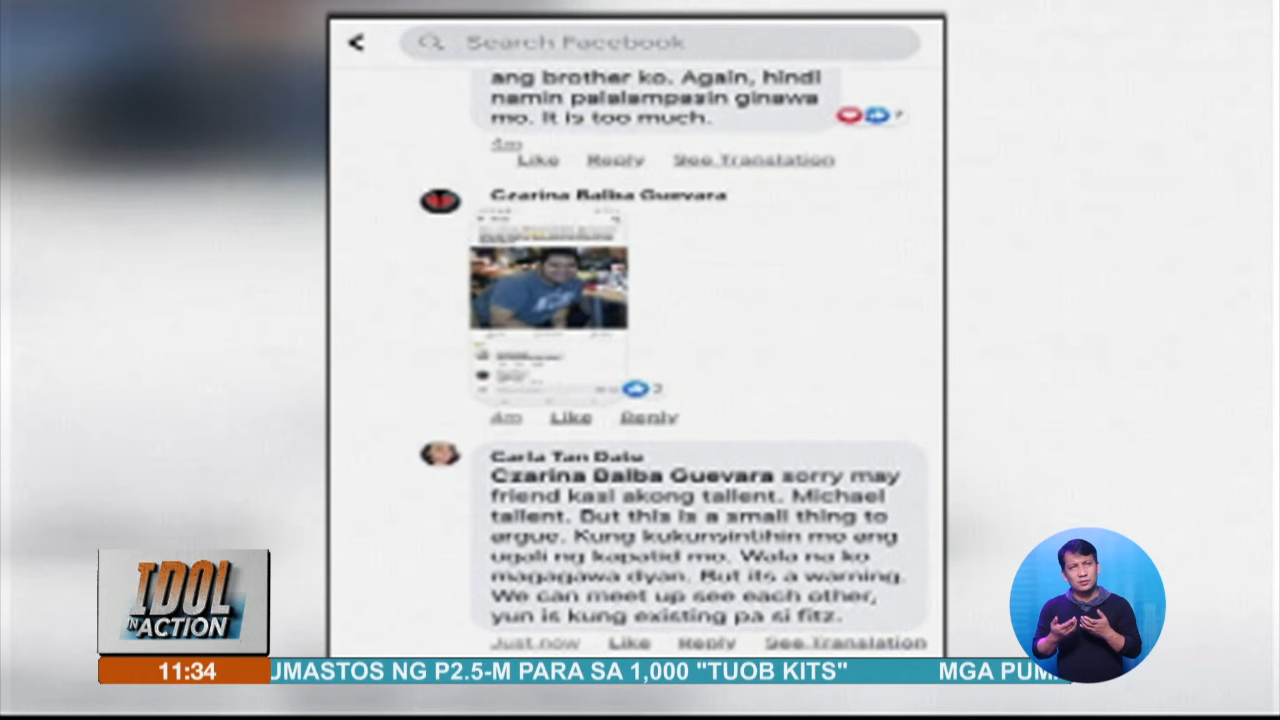 Search Facebook
ang brother ko. Again, hindi
namin palalampasin ginawa
mo. It is too much.
7
4m
Like Reply See Translation
Czarina Balba Guevara
2
4m Like Reply
Carla Tan Datu
Czarina Balba Guevara sorry may
friend kasi akong tallent. Michael
tallent. But this is a small thing to
argue. Kung kukunsintihin mo ang
ugali ng kapatid mo. Wala na ko
magagawa dyan. But its a warning.
We can meet up see each other,
yun is kung existing pa si fitz.
Just now Like Reply See Translation
IDOL
IN ACTION
11:34 UMASTOS NG P2.5-M PARA SA 1,000 "TUOB KITS" MGA PUM